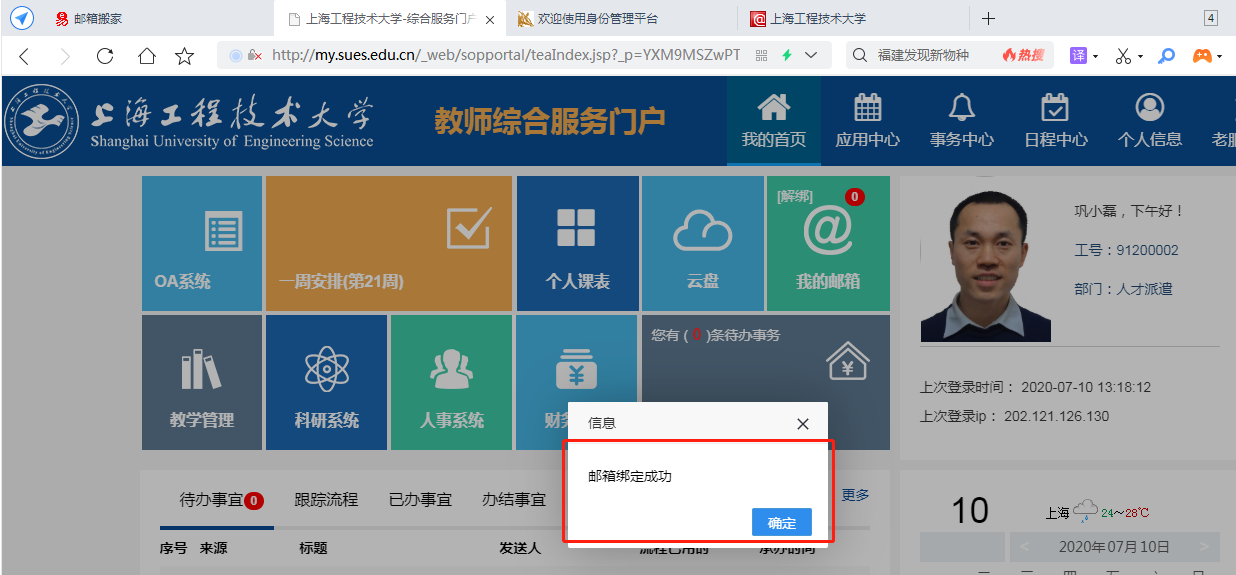 邮箱搬家
上海工程技术大学-综合服务门户
欢迎使用身份管理平台
上海工程技术大学
4
http://my.sues.edu.cn/_web/sopportal/teaIndex.jsp?_p=YXM9MSZwPT
福建发现新物种
热搜
译
上海工程技术大学
Shanghai University of Engineering Science
教师综合服务门户
我的首页
应用中心
事务中心
日程中心
个人信息
OA系统
一周安排(第21周)
个人课表
云盘
[解绑]
0
@
我的邮箱
巩小磊，下午好！
工号：91200002
部门：人才派遣
教学管理
科研系统
人事系统
您有 ( 0 )条待办事务
上次登录时间： 2020-07-10 13:18:12
上次登录ip： 202.121.126.130
信息
邮箱绑定成功
确定
待办事宜 0
跟踪流程
已办事宜
办结事宜
更多
序号
来源
标题
发送人
10
上海
24~28℃
< 2020年07月10日 >